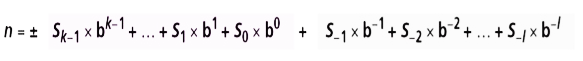 n = ± S_{k-1} × b^{k-1} + ... + S_1 × b^1 + S_0 × b^0 + S_{-1} × b^{-1} + S_{-2} × b^{-2} + ... + S_{-l} × b^{-l}